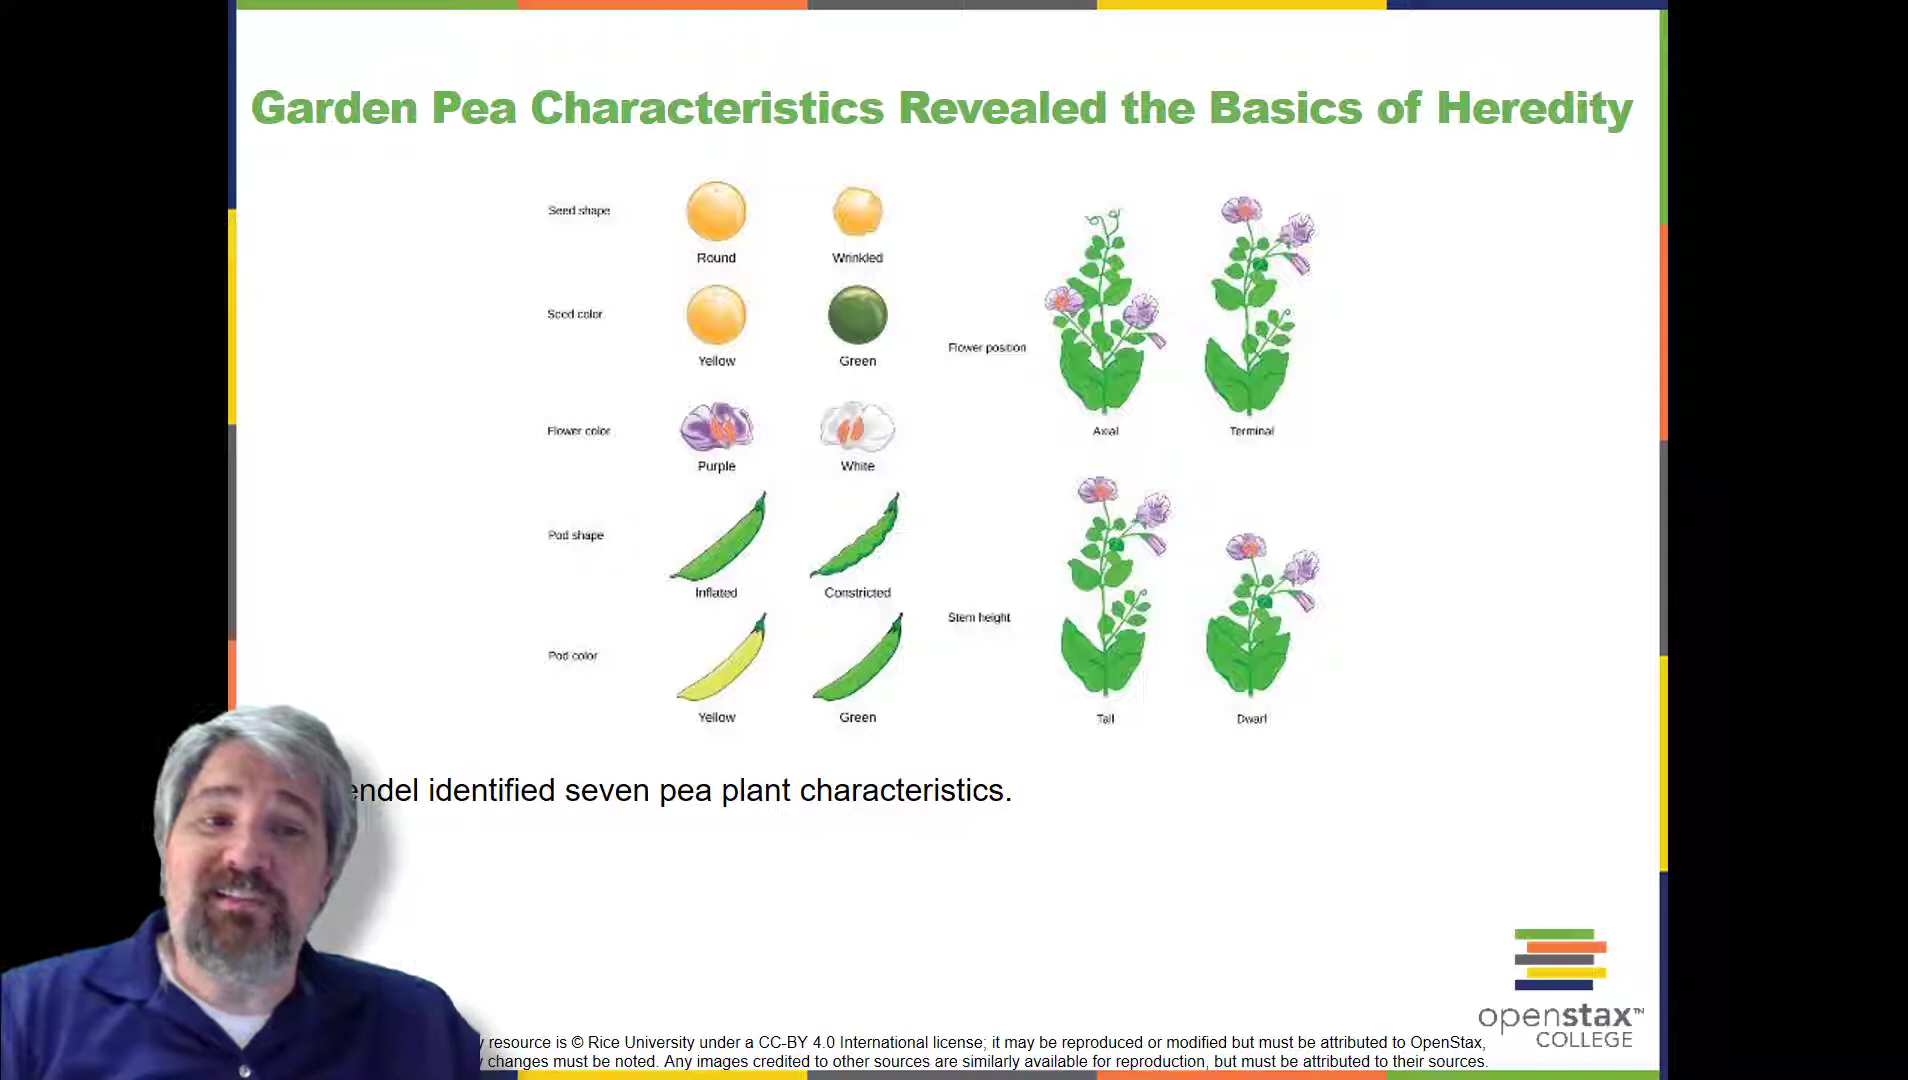 Garden Pea Characteristics Revealed the Basics of Heredity
Seed shape
Round
Wrinkled
Seed color
Yellow
Green
Flower color
Purple
White
Pod shape
Inflated
Constricted
Pod color
Yellow
Green
Flower position
Axial
Terminal
Stem height
Tall
Dwarf
endel identified seven pea plant characteristics.
openstax™
COLLEGE
resource is © Rice University under a CC-BY 4.0 International license; it may be reproduced or modified but must be attributed to OpenStax,
changes must be noted. Any images credited to other sources are similarly available for reproduction, but must be attributed to their sources.